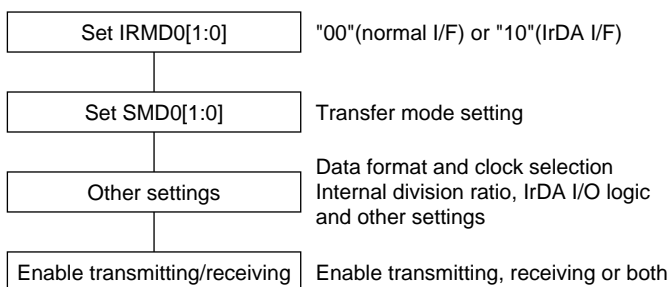 Set IRMD0[1:0]
"00"(normal I/F) or "10"(IrDA I/F)
Set SMD0[1:0]
Transfer mode setting
Other settings
Data format and clock selection
Internal division ratio, IrDA I/O logic
and other settings
Enable transmitting/receiving
Enable transmitting, receiving or both